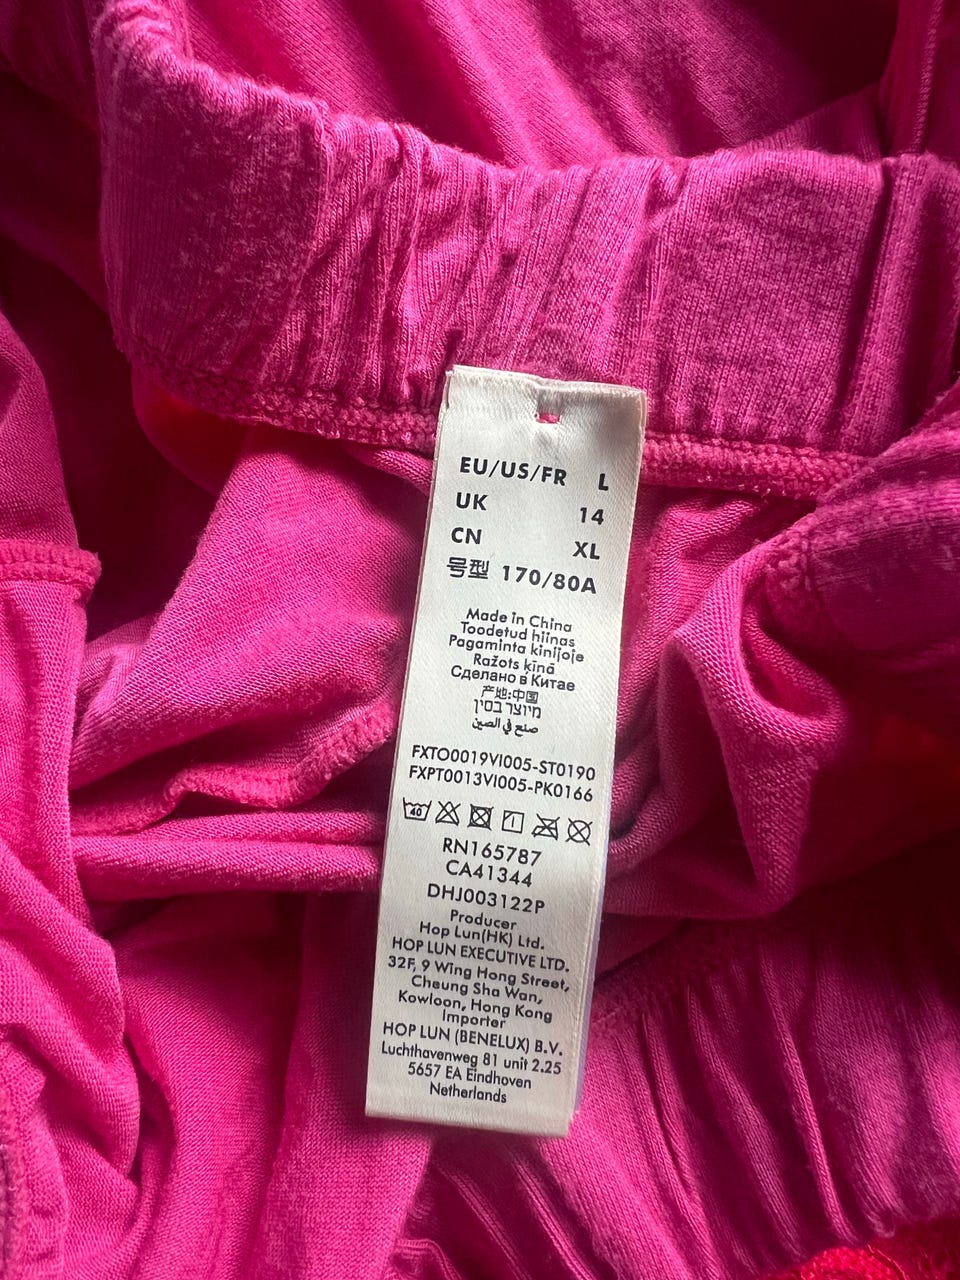 EU/US/FR L
UK 14
CN XL
号型 170/80A
Made in China
Toodetud hiinas
Pagaminta kinijoje
Ražots ķīnā
Сделано в Китае
产地:中国
מיוצר בסין
صنع في الصين
FXTO0019VI005-ST0190
FXPT0013VI005-PK0166
40
RN165787
CA41344
DHJ003122P
Producer
Hop Lun(HK) Ltd.
HOP LUN EXECUTIVE LTD.
32F, 9 Wing Hong Street,
Cheung Sha Wan,
Kowloon, Hong Kong
Importer
HOP LUN (BENELUX) B.V.
Luchthavenweg 81 unit 2.25
5657 EA Eindhoven
Netherlands